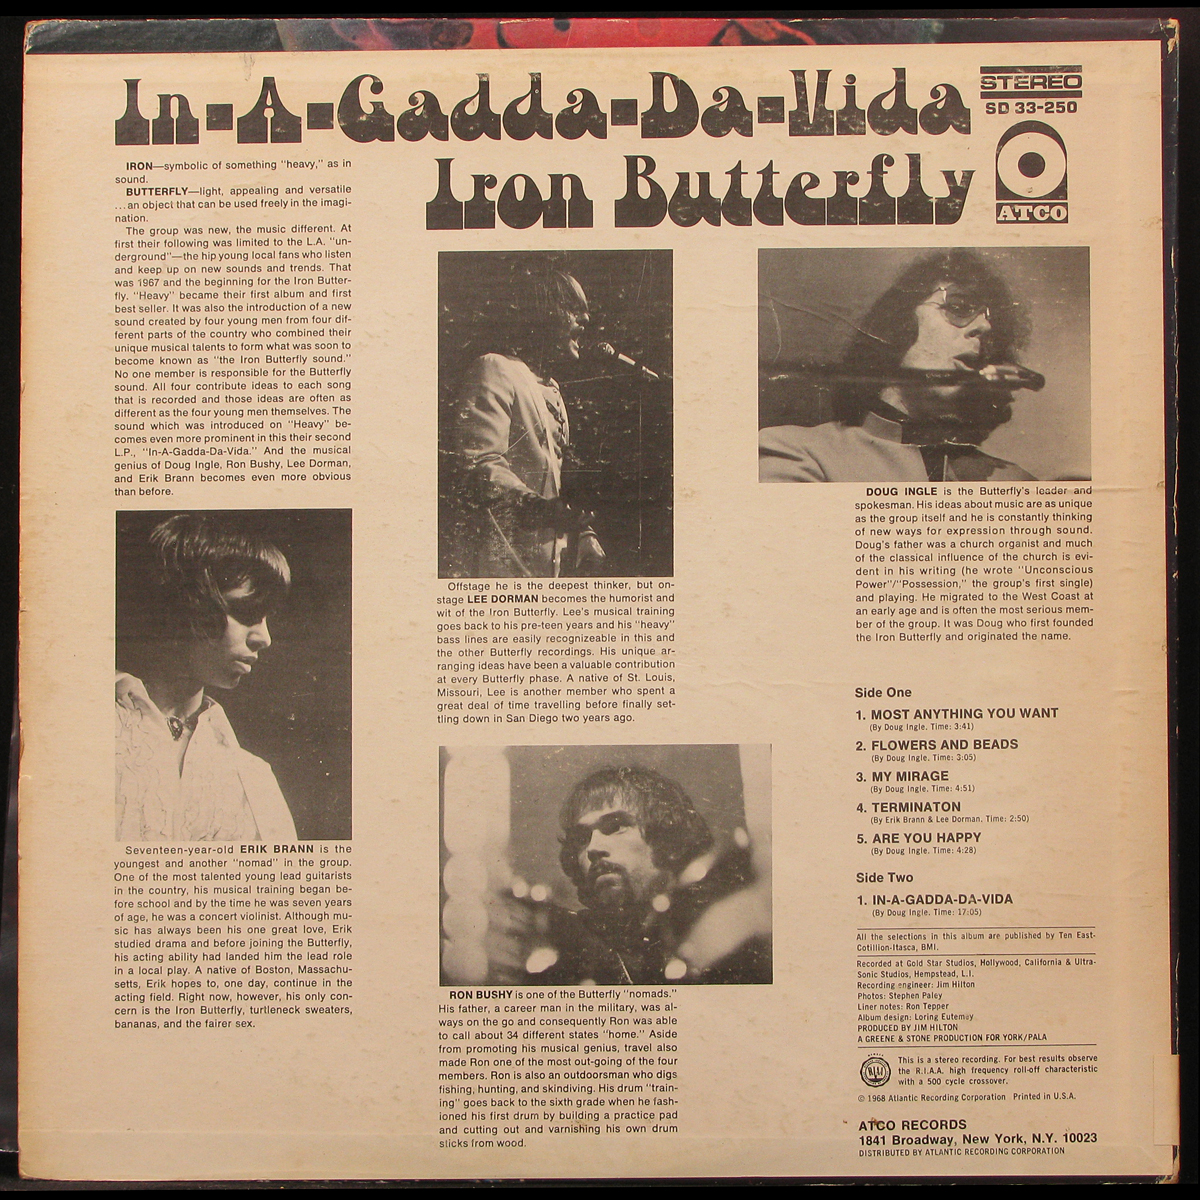 In-A-Gadda-Da-Vida
Iron Butterfly
STEREO
SD 33-250
ATCO
IRON—symbolic of something "heavy," as in
sound.
BUTTERFLY—light, appealing and versatile
...an object that can be used freely in the imagi-
nation.
The group was new, the music different. At
first their following was limited to the L.A. "un-
derground"—the hip young local fans who listen
and keep up on new sounds and trends. That
was 1967 and the beginning for the Iron Butter-
fly. "Heavy" became their first album and first
best seller. It was also the introduction of a new
sound created by four young men from four dif-
ferent parts of the country who combined their
unique musical talents to form what was soon to
become known as "the Iron Butterfly sound."
No one member is responsible for the Butterfly
sound. All four contribute ideas to each song
that is recorded and those ideas are often as
different as the four young men themselves. The
sound which was introduced on "Heavy" be-
comes even more prominent in this their second
L.P., "In-A-Gadda-Da-Vida." And the musical
genius of Doug Ingle, Ron Bushy, Lee Dorman,
and Erik Brann becomes even more obvious
than before.
Seventeen-year-old ERIK BRANN is the
youngest and another "nomad" in the group.
One of the most talented young lead guitarists
in the country, his musical training began be-
fore school and by the time he was seven years
of age, he was a concert violinist. Although mu-
sic has always been his one great love, Erik
studied drama and before joining the Butterfly,
his acting ability had landed him the lead role
in a local play. A native of Boston, Massachu-
setts, Erik hopes to, one day, continue in the
acting field. Right now, however, his only con-
cern is the Iron Butterfly, turtleneck sweaters,
bananas, and the fairer sex.
Offstage he is the deepest thinker, but on-
stage LEE DORMAN becomes the humorist and
wit of the Iron Butterfly. Lee's musical training
goes back to his pre-teen years and his "heavy"
bass lines are easily recognizeable in this and
the other Butterfly recordings. His unique ar-
ranging ideas have been a valuable contribution
at every Butterfly phase. A native of St. Louis,
Missouri, Lee is another member who spent a
great deal of time travelling before finally set-
tling down in San Diego two years ago.
RON BUSHY is one of the Butterfly "nomads."
His father, a career man in the military, was al-
ways on the go and consequently Ron was able
to call about 34 different states "home." Aside
from promoting his musical genius, travel also
made Ron one of the most out-going of the four
members. Ron is also an outdoorsman who digs
fishing, hunting, and skindiving. His drum "train-
ing" goes back to the sixth grade when he fash-
ioned his first drum by building a practice pad
and cutting out and varnishing his own drum
sticks from wood.
DOUG INGLE is the Butterfly's leader and
spokesman. His ideas about music are as unique
as the group itself and he is constantly thinking
of new ways for expression through sound.
Doug's father was a church organist and much
of the classical influence of the church is evi-
dent in his writing (he wrote "Unconscious
Power"/"Possession," the group's first single)
and playing. He migrated to the West Coast at
an early age and is often the most serious mem-
ber of the group. It was Doug who first founded
the Iron Butterfly and originated the name.
Side One
1. MOST ANYTHING YOU WANT
(By Doug Ingle. Time: 3:41)
2. FLOWERS AND BEADS
(By Doug Ingle. Time: 3:05)
3. MY MIRAGE
(By Doug Ingle. Time: 4:51)
4. TERMINATON
(By Erik Brann & Lee Dorman. Time: 2:50)
5. ARE YOU HAPPY
(By Doug Ingle. Time: 4:28)
Side Two
1. IN-A-GADDA-DA-VIDA
(By Doug Ingle. Time: 17:05)
All the selections in this album are published by Ten East-
Cotillion-Itasca, BMI.
Recorded at Gold Star Studios, Hollywood, California & Ultra-
Sonic Studios, Hempstead, L.I.
Recording engineer: Jim Hilton
Photos: Stephen Paley
Liner notes: Ron Tepper
Album design: Loring Eutemey
PRODUCED BY JIM HILTON
A GREENE & STONE PRODUCTION FOR YORK/PALA
RIAA
This is a stereo recording. For best results observe
the R.I.A.A. high frequency roll-off characteristic
with a 500 cycle crossover.
© 1968 Atlantic Recording Corporation Printed in U.S.A.
ATCO RECORDS
1841 Broadway, New York, N.Y. 10023
DISTRIBUTED BY ATLANTIC RECORDING CORPORATION